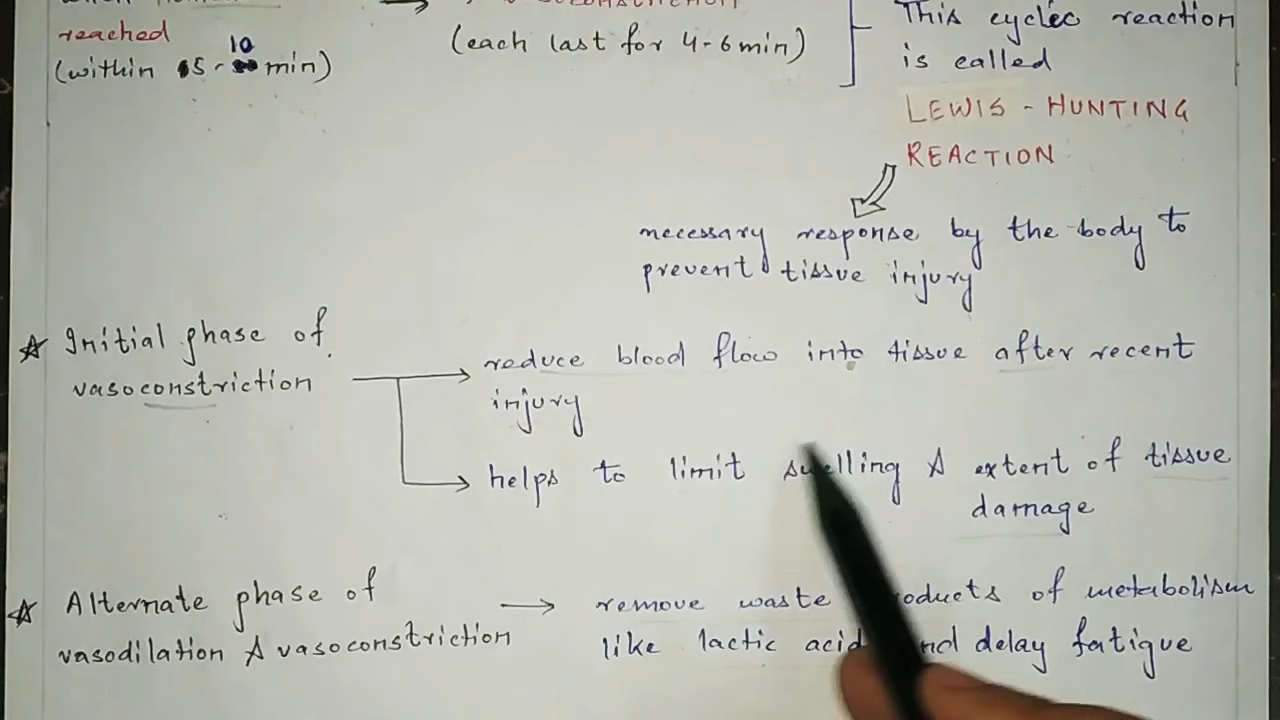 reached
(within 5-10 min)
(each last for 4-6min)
This cyclic reaction
is called
LEWIS - HUNTING
REACTION
necessary response by the body to
prevent tissue injury
Initial phase of
vasoconstriction
reduce blood flow into tissue after recent
injury
helps to limit swelling & extent of tissue
damage
Alternate phase of
vasodilation & vasoconstriction
remove waste products of metabolism
like lactic acid and delay fatigue